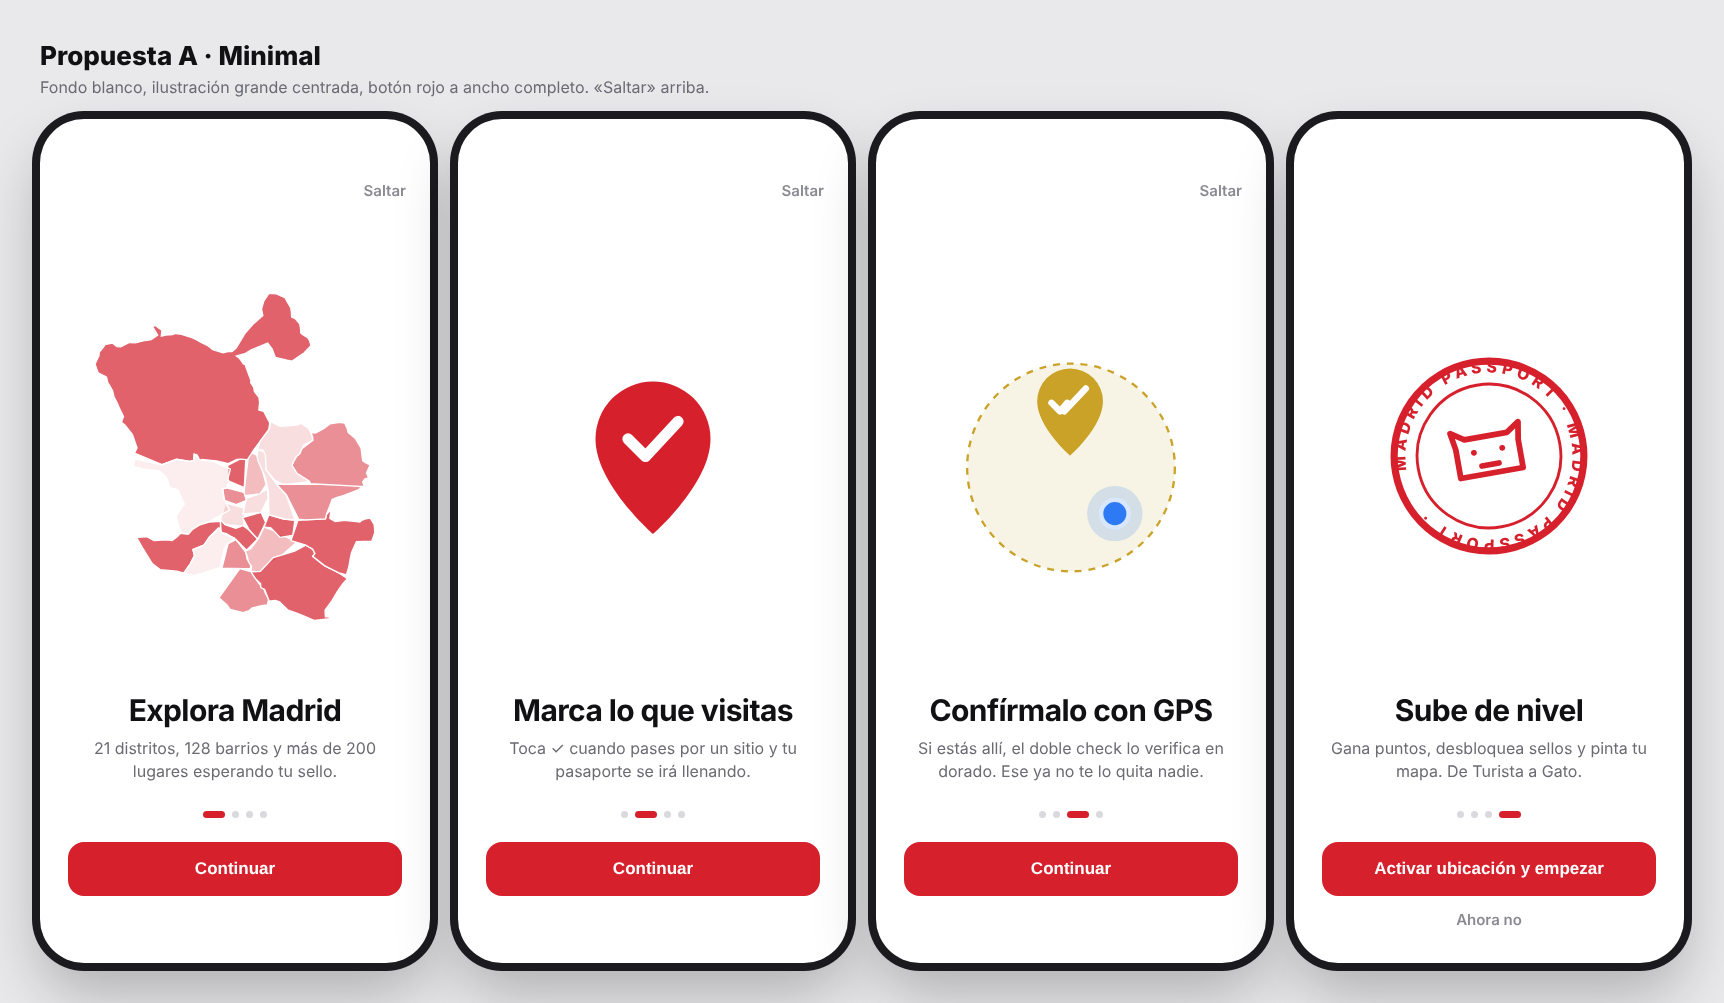 Propuesta A · Minimal
Fondo blanco, ilustración grande centrada, botón rojo a ancho completo. «Saltar» arriba.
Saltar
Explora Madrid
21 distritos, 128 barrios y más de 200
lugares esperando tu sello.
Continuar
Saltar
Marca lo que visitas
Toca ✓ cuando pases por un sitio y tu
pasaporte se irá llenando.
Continuar
Saltar
Confírmalo con GPS
Si estás allí, el doble check lo verifica en
dorado. Ese ya no te lo quita nadie.
Continuar
MADRID PASSPORT · MADRID PASSPORT ·
Sube de nivel
Gana puntos, desbloquea sellos y pinta tu
mapa. De Turista a Gato.
Activar ubicación y empezar
Ahora no